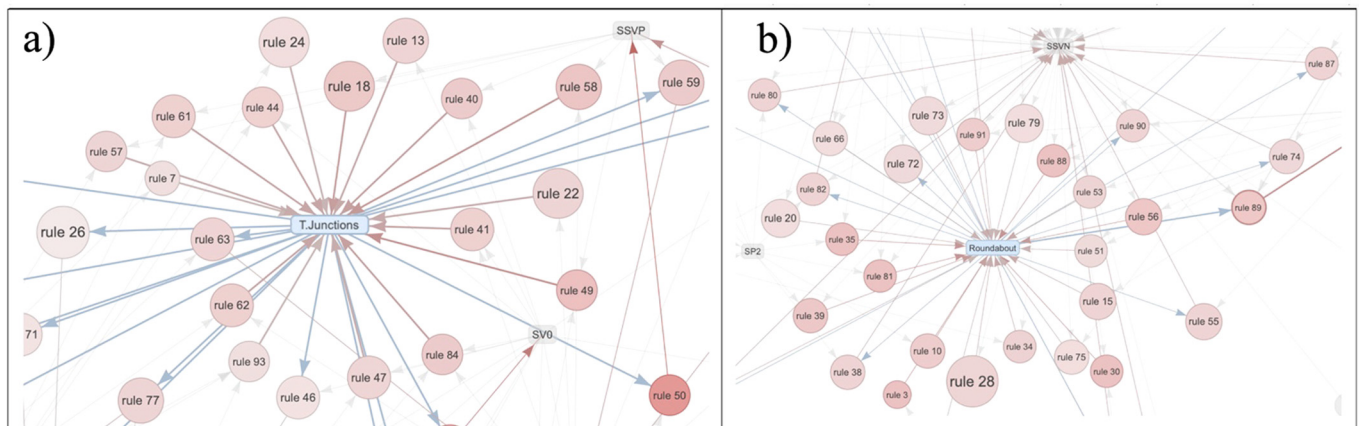 a)
SSVP
rule 24
rule 13
rule 18
rule 59
rule 58
rule 40
rule 44
rule 61
rule 57
rule 7
rule 22
T.Junctions
rule 41
rule 26
rule 63
rule 49
rule 62
71
SV0
rule 84
rule 93
rule 47
rule 46
rule 77
rule 50
b)
SSVN
rule 87
rule 80
rule 73
rule 79
rule 90
rule 66
rule 91
rule 88
rule 74
rule 72
rule 82
rule 53
rule 89
rule 20
rule 56
rule 35
Roundabout
SP2
rule 51
rule 81
rule 15
rule 39
rule 55
rule 10
rule 34
rule 75
rule 38
rule 30
rule 28
rule 3